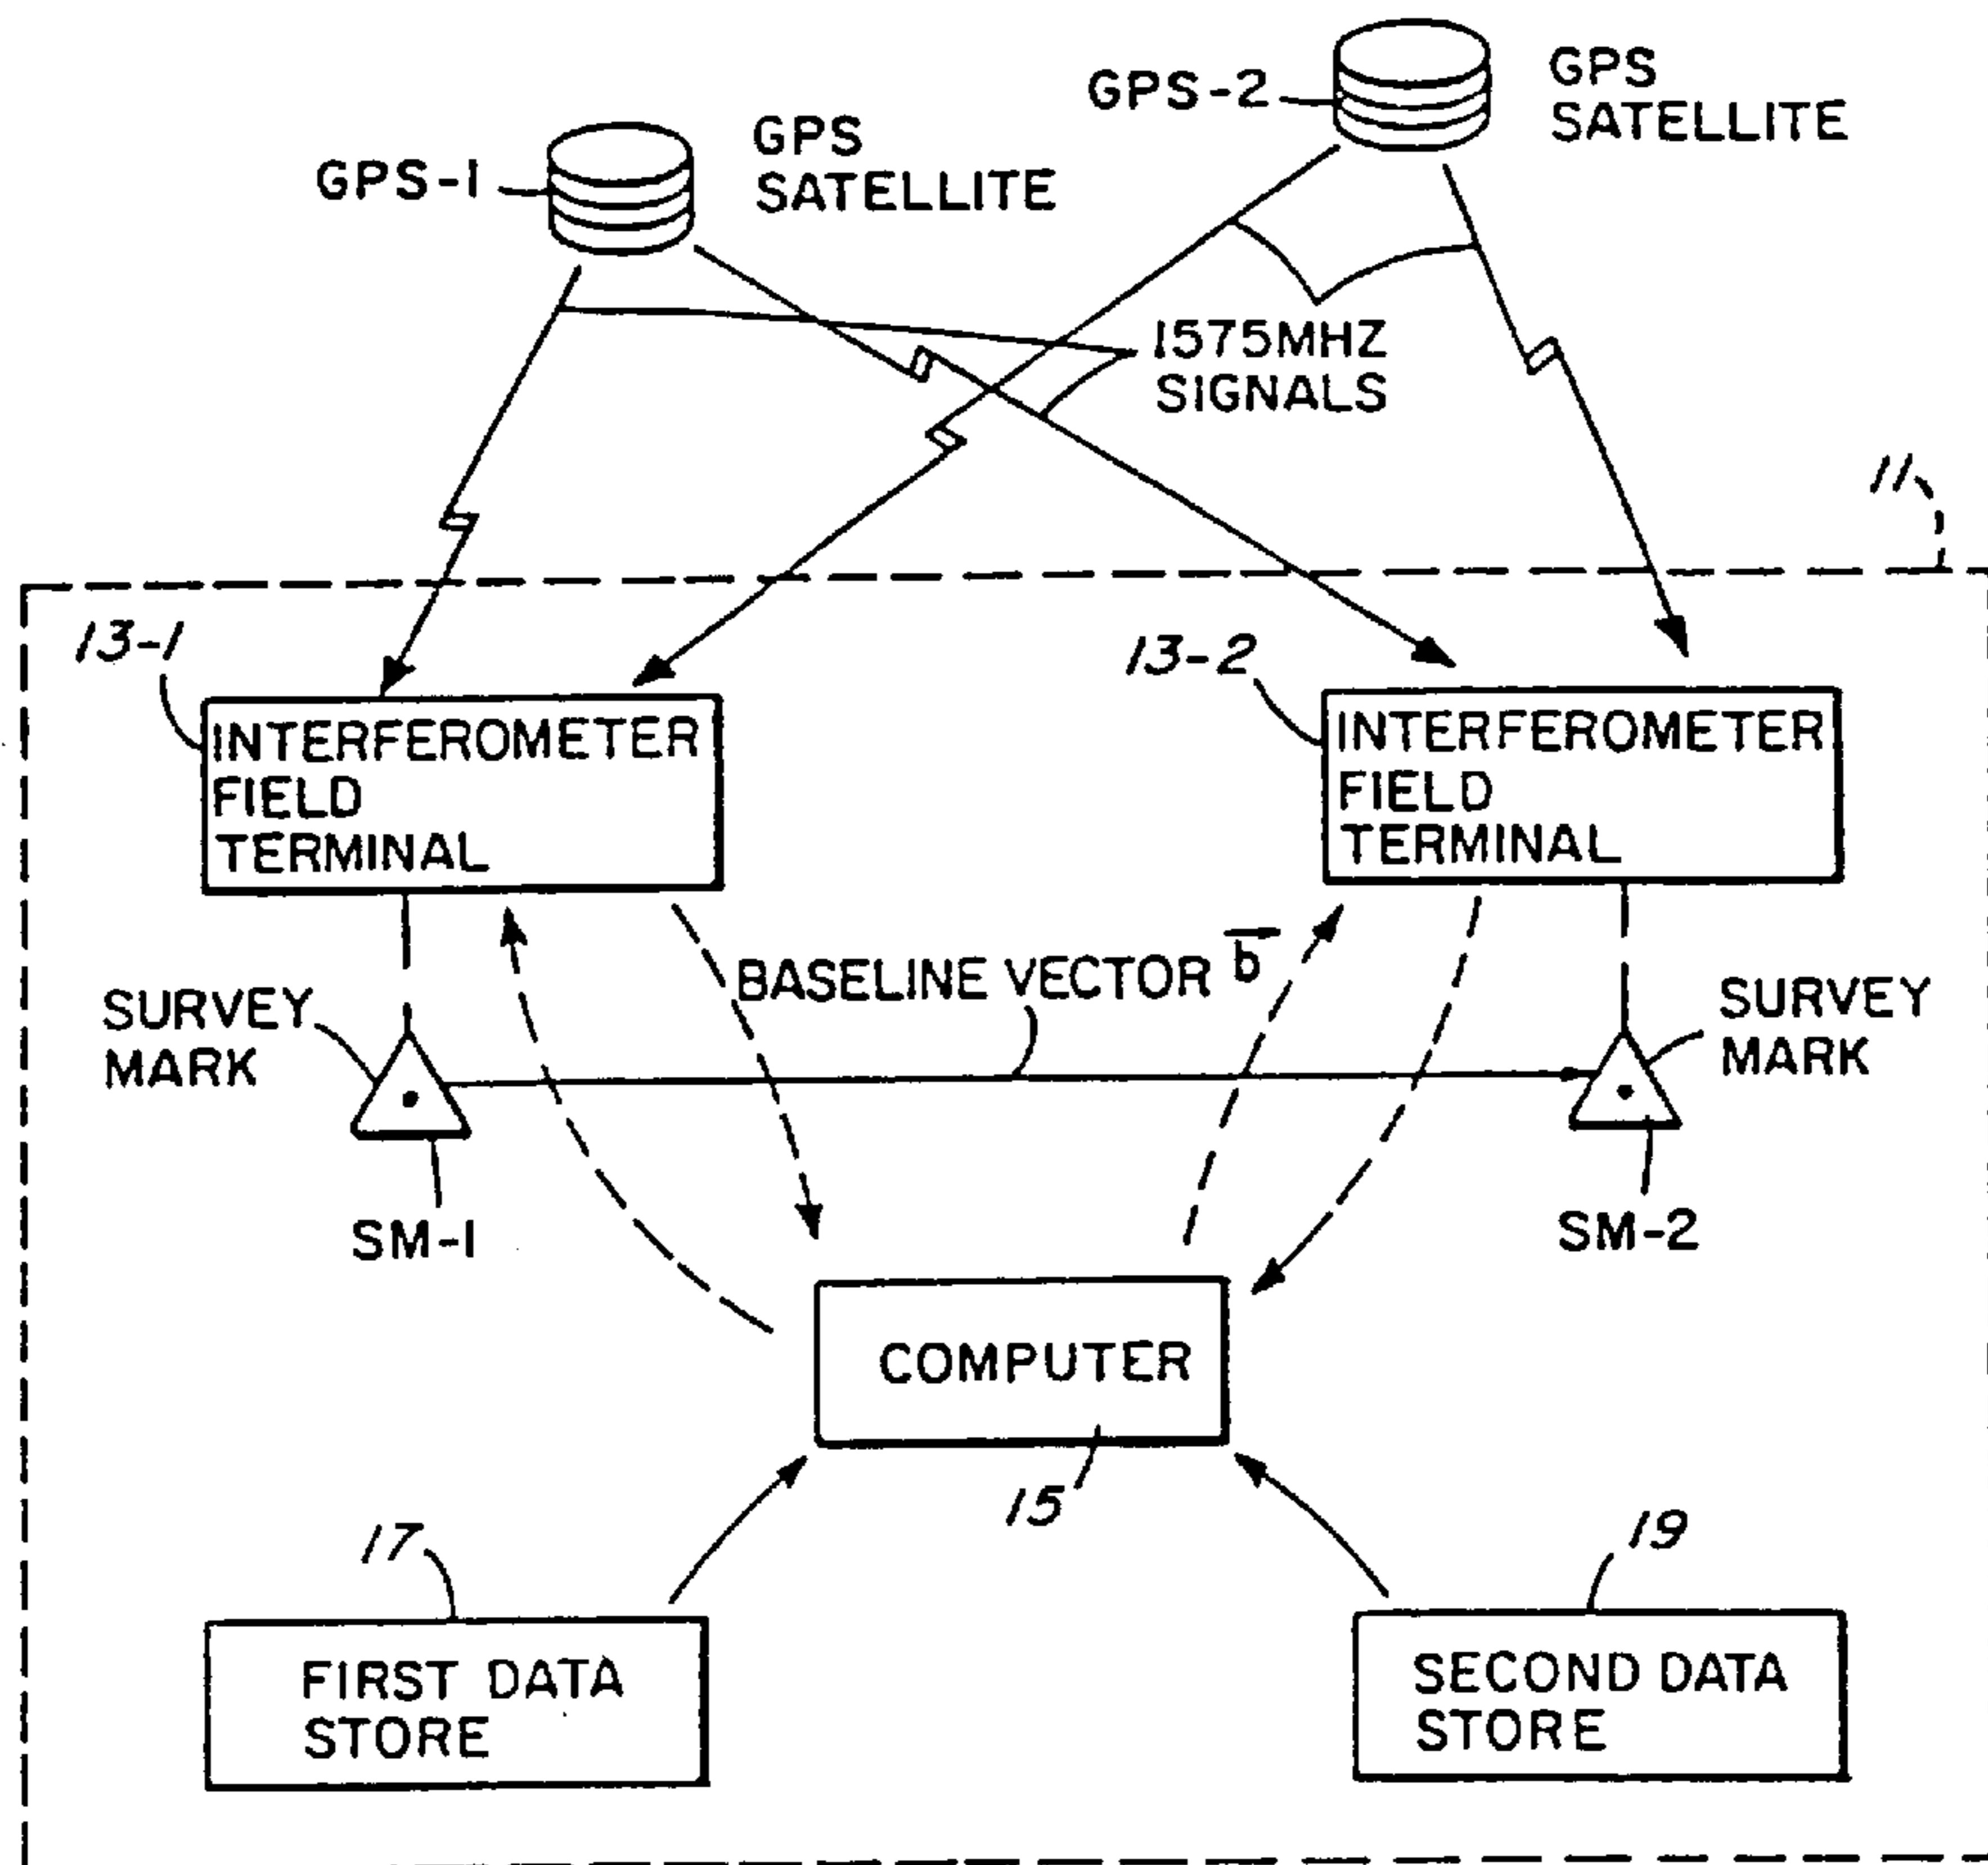 GPS-2
GPS
SATELLITE
GPS-1
GPS
SATELLITE
1575MHZ
SIGNALS
11
13-1
13-2
INTERFEROMETER
FIELD
TERMINAL
INTERFEROMETER
FIELD
TERMINAL
BASELINE VECTOR b
SURVEY
MARK
SURVEY
MARK
SM-1
SM-2
COMPUTER
15
17
19
FIRST DATA
STORE
SECOND DATA
STORE